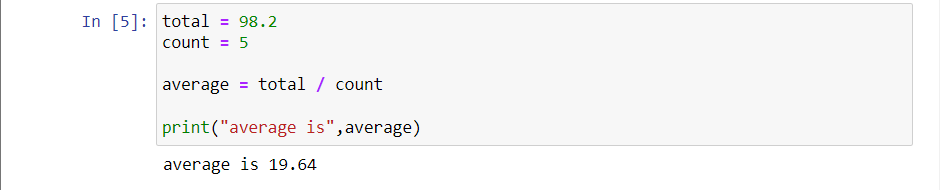 In [5]: total = 98.2
count = 5
average = total / count
print("average is",average)
average is 19.64